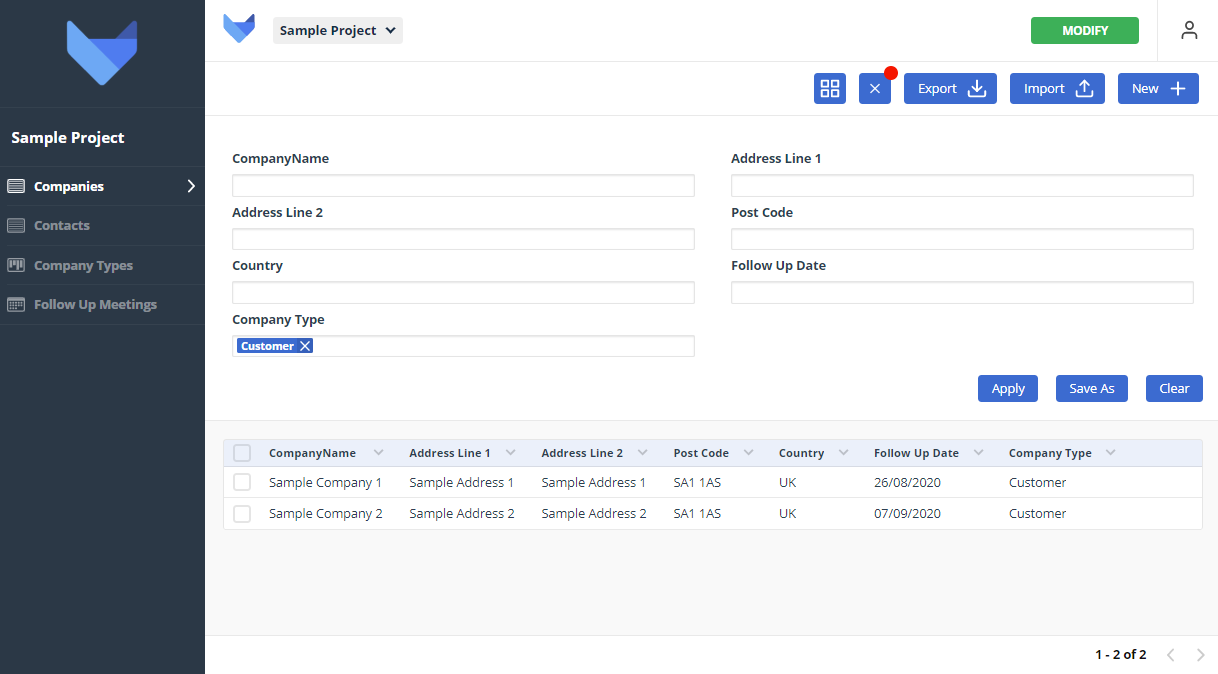 Sample Project
MODIFY
Export
Import
New
Sample Project
Companies
Contacts
Company Types
Follow Up Meetings
CompanyName
Address Line 1
Address Line 2
Post Code
Country
Follow Up Date
Company Type
Customer
Apply
Save As
Clear
CompanyName Address Line 1 Address Line 2 Post Code Country Follow Up Date Company Type
Sample Company 1 Sample Address 1 Sample Address 1 SA1 1AS UK 26/08/2020 Customer
Sample Company 2 Sample Address 2 Sample Address 2 SA1 1AS UK 07/09/2020 Customer
1 - 2 of 2